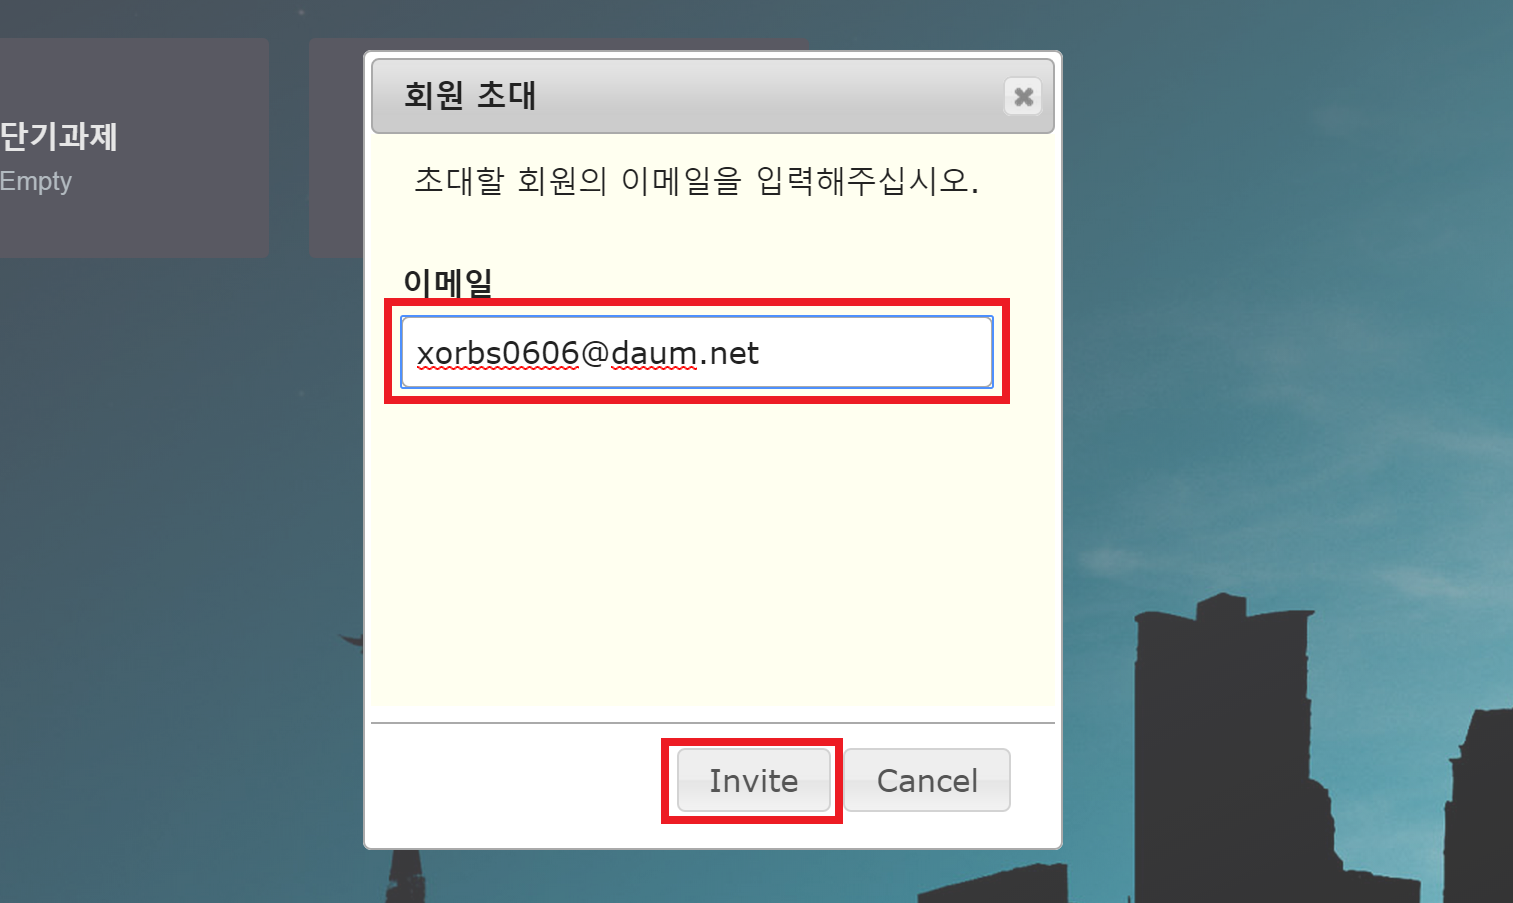 단기과제
Empty
회원 초대
초대할 회원의 이메일을 입력해주십시오.
이메일
xorbs0606@daum.net
Invite
Cancel